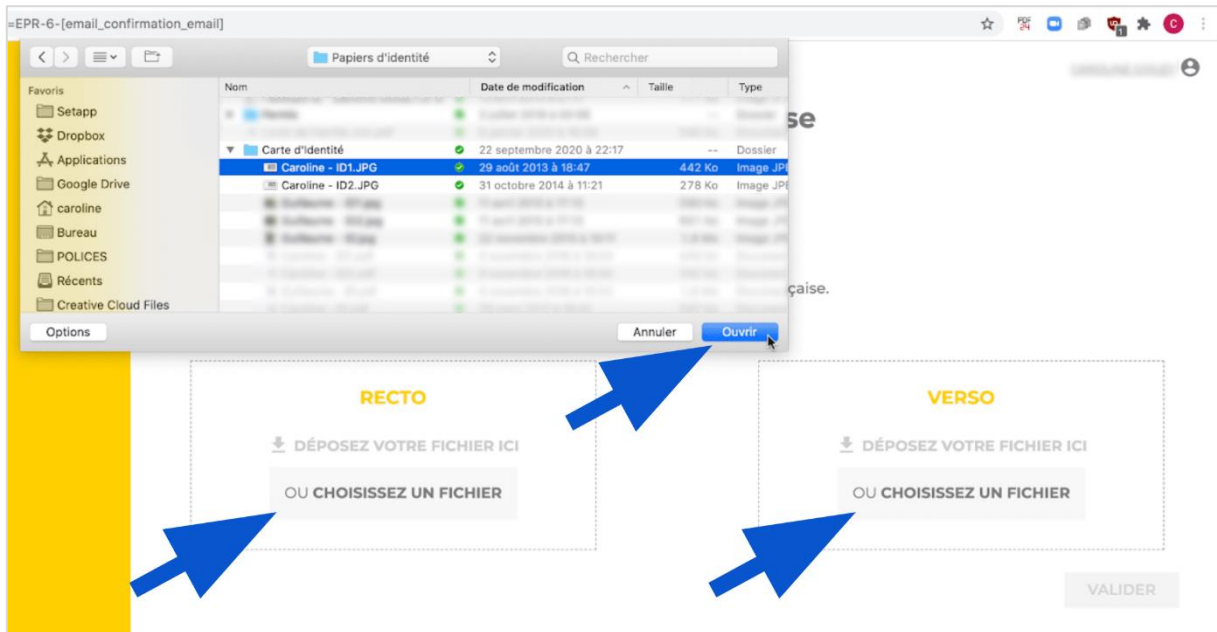 =EPR-6-[email_confirmation_email]
PDF
24
1
C
Papiers d'identité
Rechercher
Favoris
Setapp
Dropbox
Applications
Google Drive
caroline
Bureau
POLICES
Récents
Creative Cloud Files
Nom Date de modification Taille Type
Carte d'Identité 22 septembre 2020 à 22:17 -- Dossier
Caroline - ID1.JPG 29 août 2013 à 18:47 442 Ko Image JPE
Caroline - ID2.JPG 31 octobre 2014 à 11:21 278 Ko Image JPE
Options Annuler Ouvrir
se
çaise.
RECTO
DÉPOSEZ VOTRE FICHIER ICI
OU CHOISISSEZ UN FICHIER
VERSO
DÉPOSEZ VOTRE FICHIER ICI
OU CHOISISSEZ UN FICHIER
VALIDER